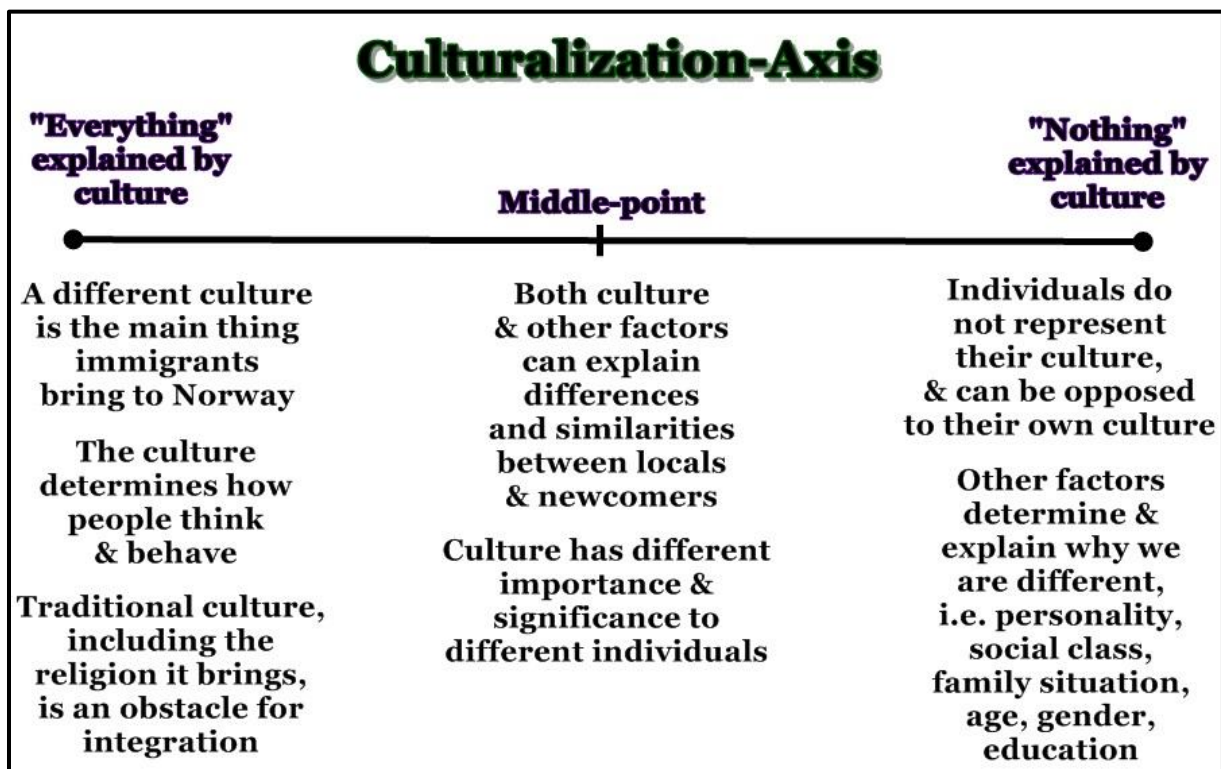 Culturalization-Axis
"Everything"
explained by
culture
Middle-point
"Nothing"
explained by
culture
A different culture
is the main thing
immigrants
bring to Norway
The culture
determines how
people think
& behave
Traditional culture,
including the
religion it brings,
is an obstacle for
integration
Both culture
& other factors
can explain
differences
and similarities
between locals
& newcomers
Culture has different
importance &
significance to
different individuals
Individuals do
not represent
their culture,
& can be opposed
to their own culture
Other factors
determine &
explain why we
are different,
i.e. personality,
social class,
family situation,
age, gender,
education